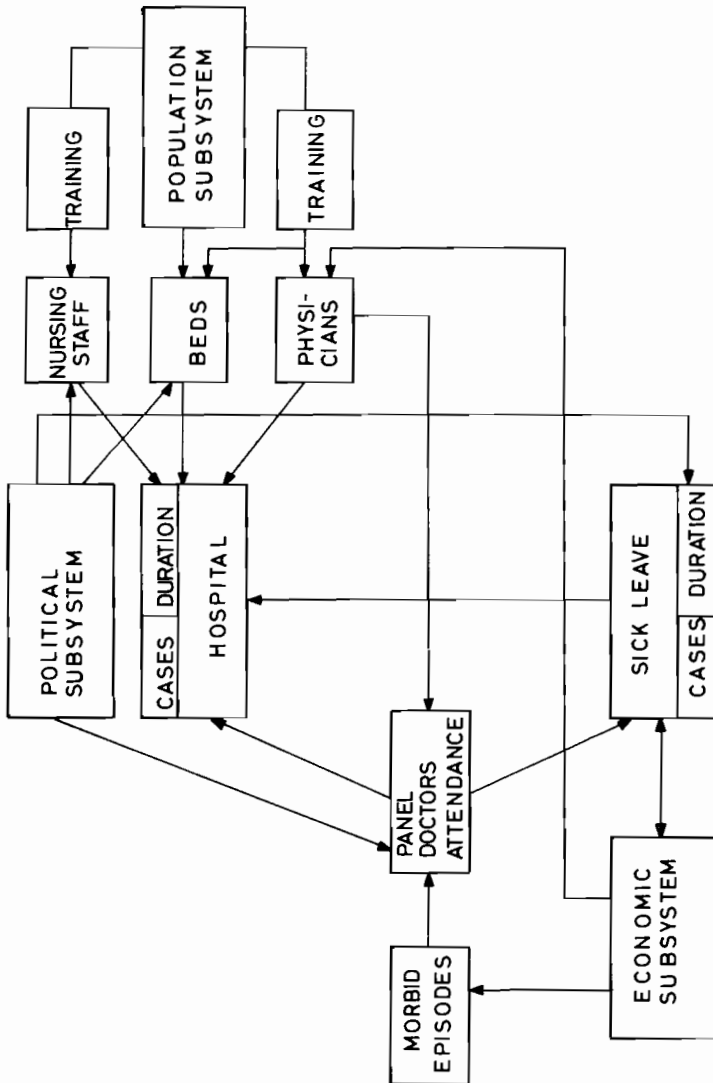 POLITICAL
SUBSYSTEM
NURSING
STAFF
TRAINING
CASES
DURATION
HOSPITAL
BEDS
POPULATION
SUBSYSTEM
PHYSI-
CIANS
TRAINING
MORBID
EPISODES
PANEL
DOCTORS
ATTENDANCE
ECONOMIC
SUBSYSTEM
SICK LEAVE
CASES
DURATION